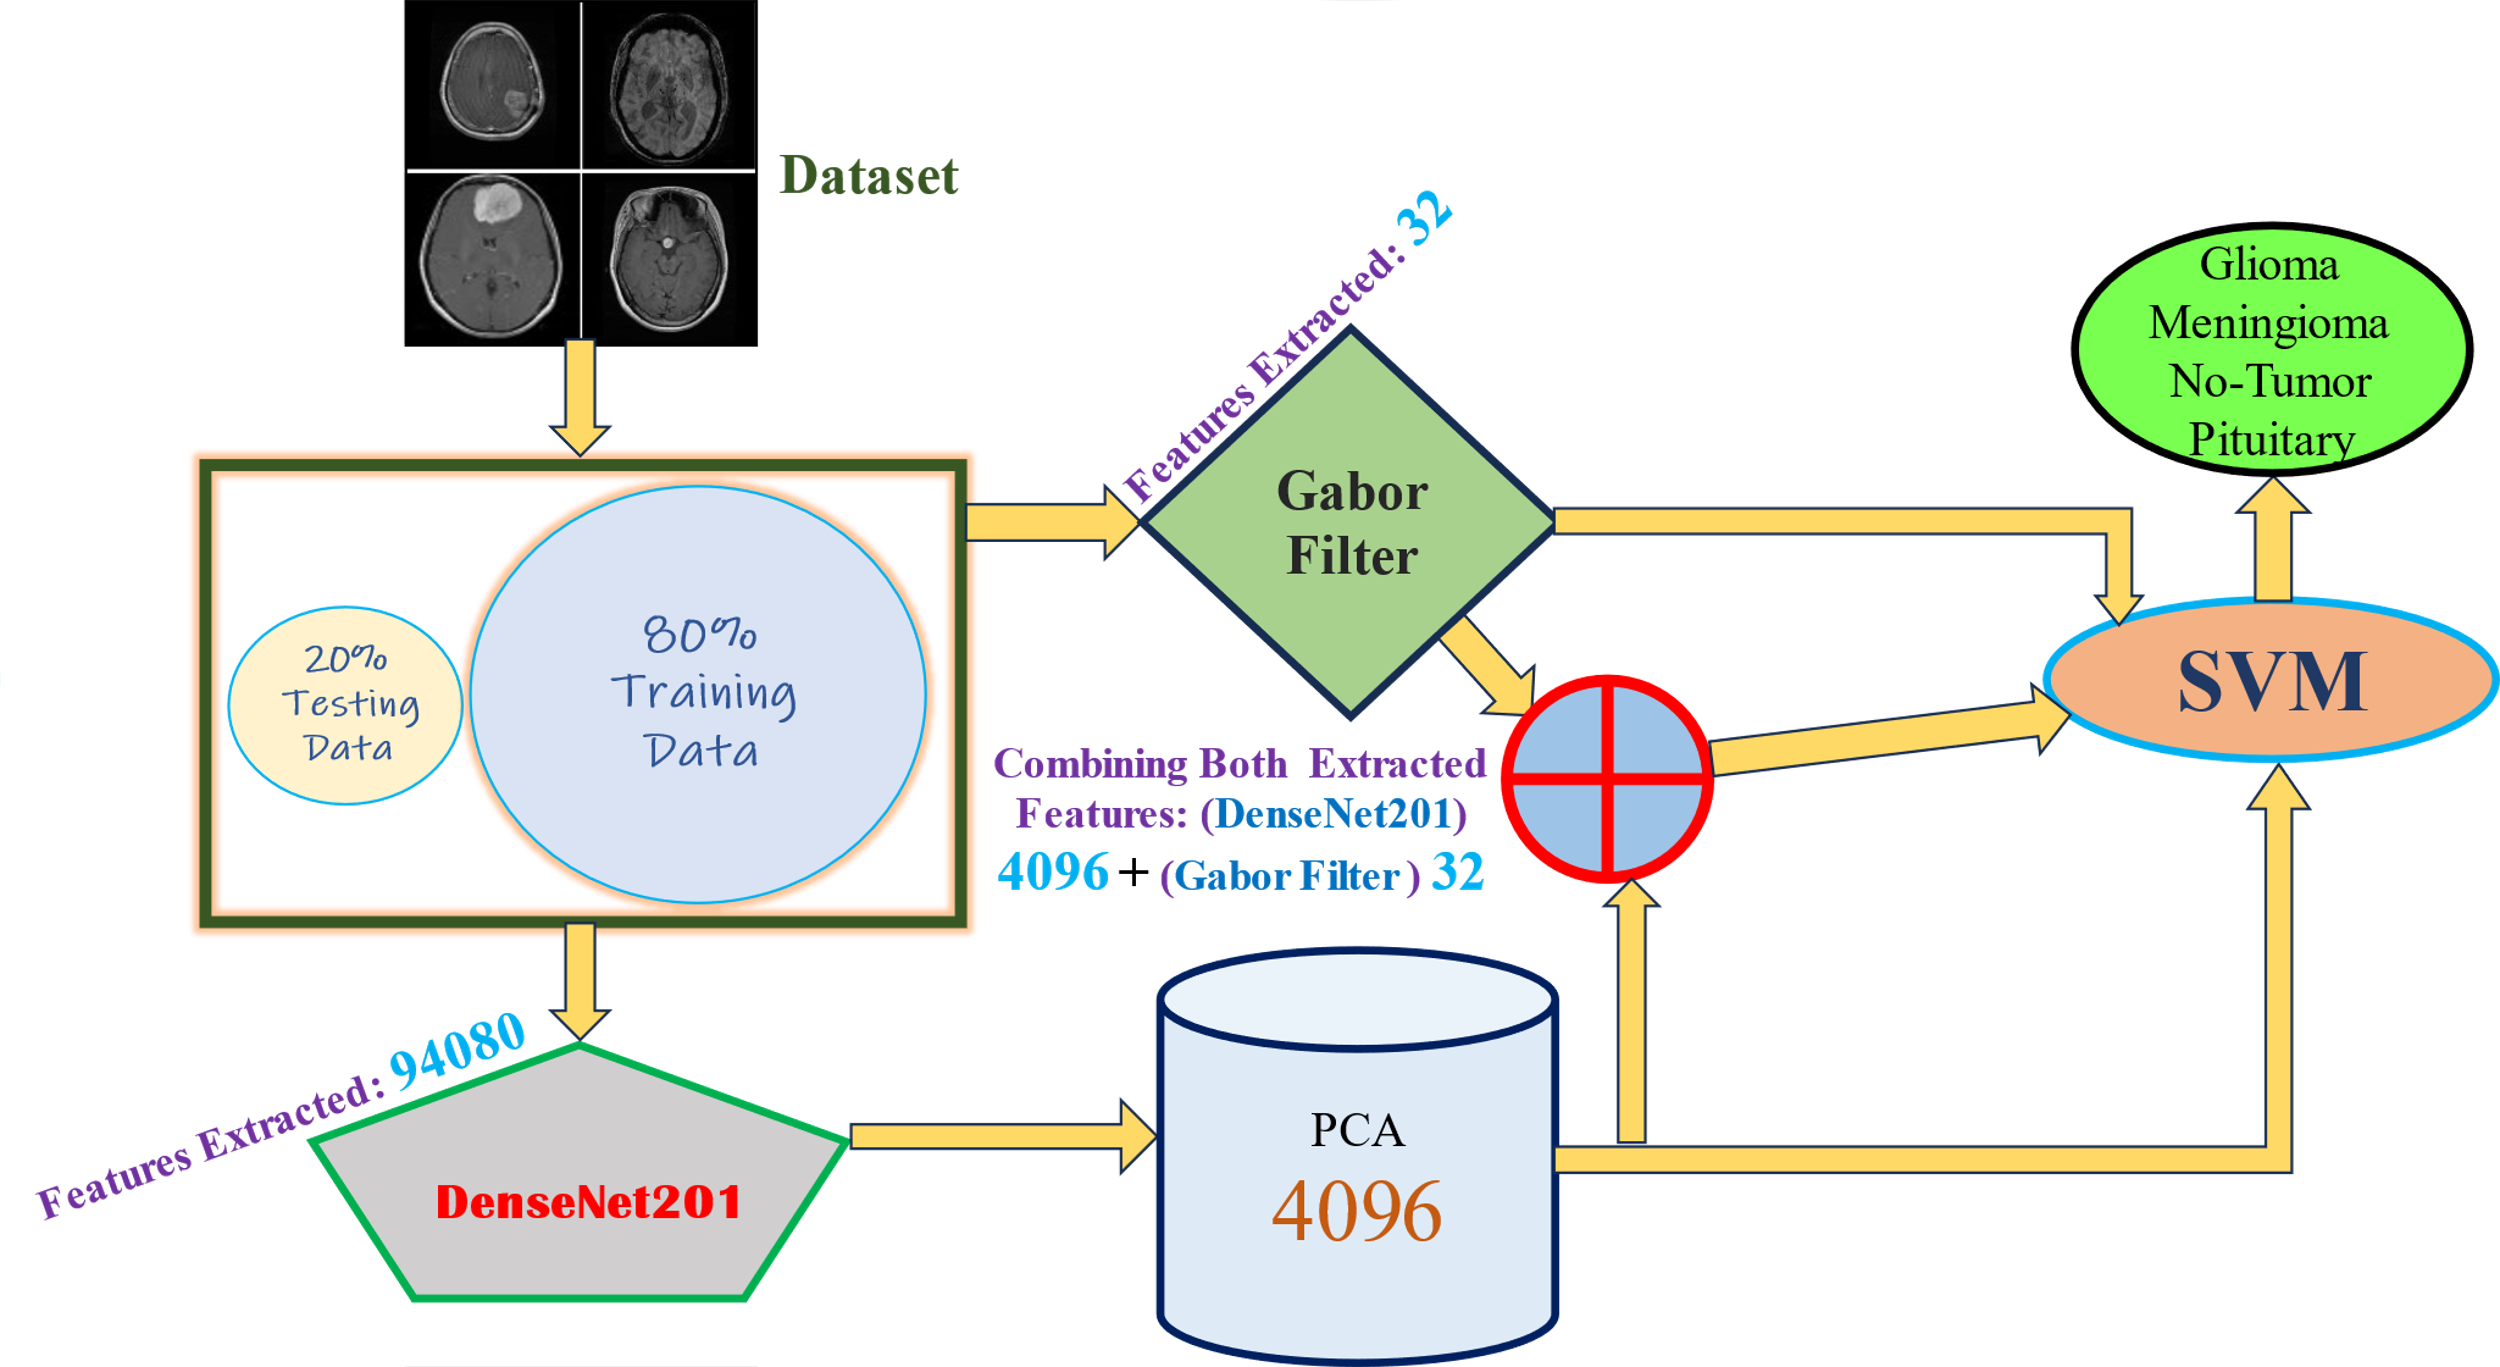 Dataset
Features Extracted: 32
Gabor
Filter
Glioma
Meningioma
No-Tumor
Pituitary
20%
Testing
Data
80%
Training
Data
SVM
Combining Both Extracted
Features: (DenseNet201)
4096 + (Gabor Filter ) 32
Features Extracted: 94080
DenseNet201
PCA
4096